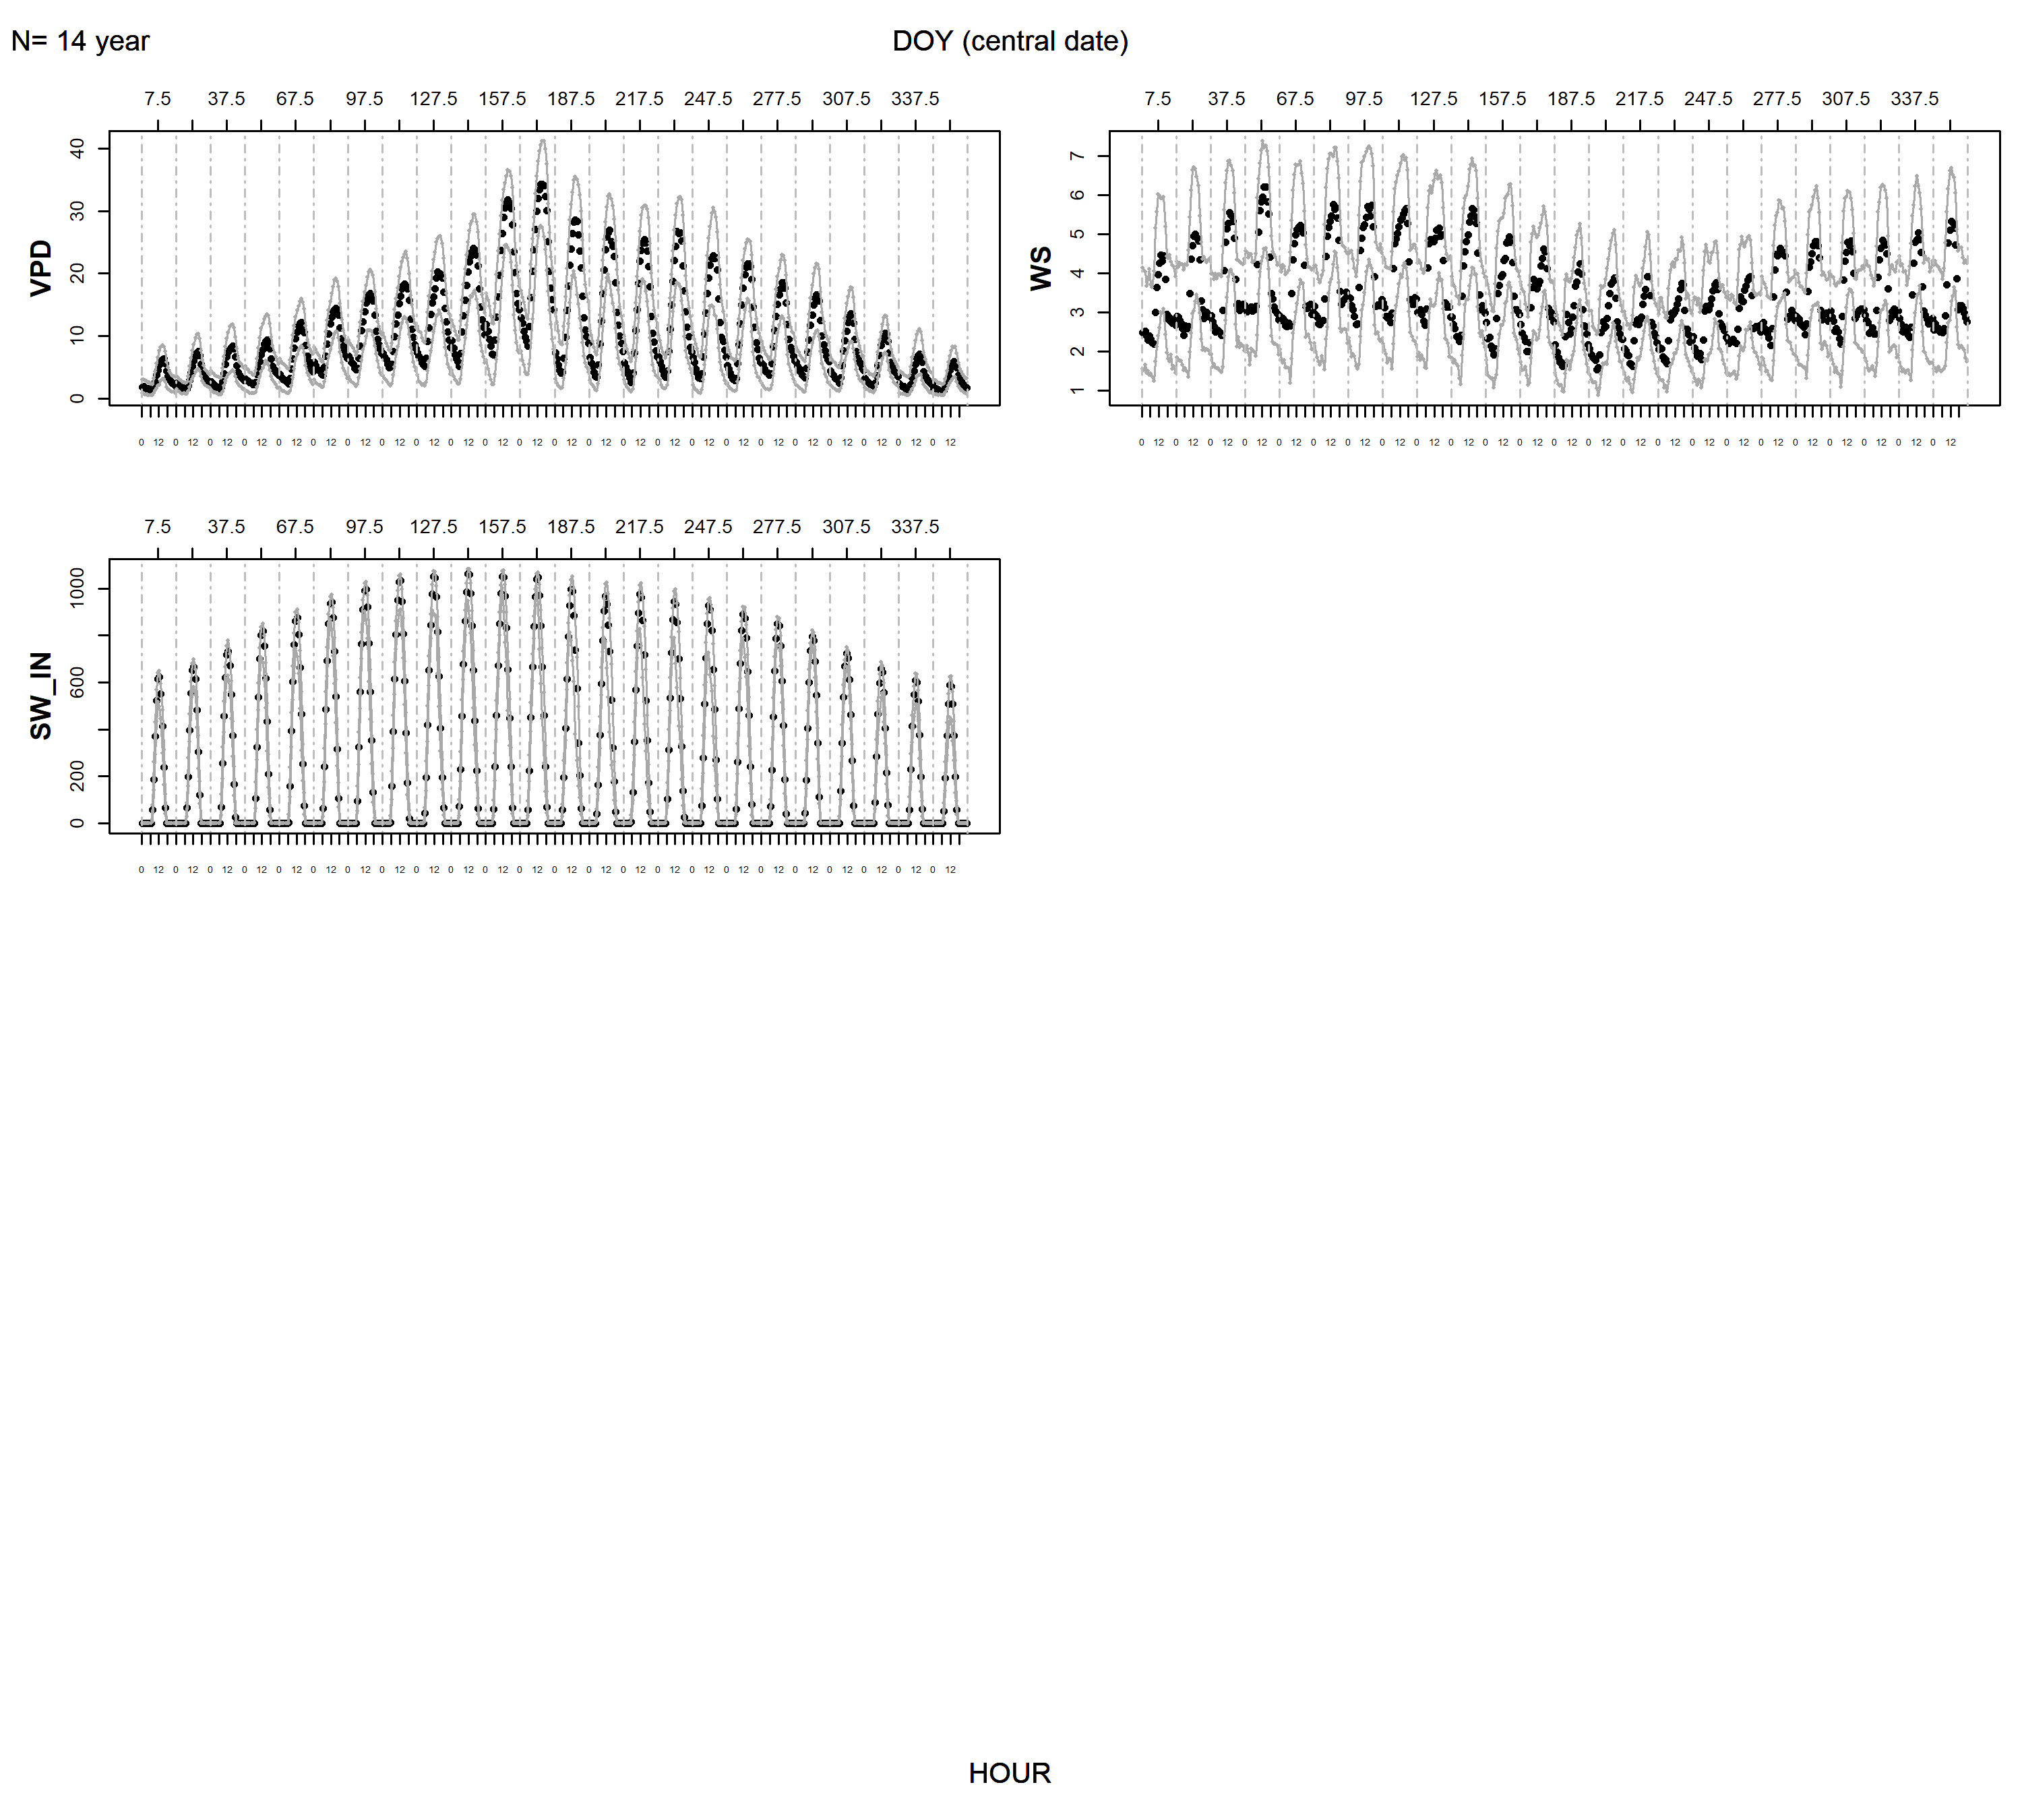 N= 14 year
DOY (central date)
7.5 37.5 67.5 97.5 127.5 157.5 187.5 217.5 247.5 277.5 307.5 337.5
VPD
40
30
20
10
0
0 12 0 12 0 12 0 12 0 12 0 12 0 12 0 12 0 12 0 12 0 12 0 12 0 12 0 12 0 12 0 12 0 12 0 12 0 12 0 12 0 12 0 12 0 12 0 12
7.5 37.5 67.5 97.5 127.5 157.5 187.5 217.5 247.5 277.5 307.5 337.5
WS
7
6
5
4
3
2
1
0 12 0 12 0 12 0 12 0 12 0 12 0 12 0 12 0 12 0 12 0 12 0 12 0 12 0 12 0 12 0 12 0 12 0 12 0 12 0 12 0 12 0 12 0 12 0 12
7.5 37.5 67.5 97.5 127.5 157.5 187.5 217.5 247.5 277.5 307.5 337.5
SW_IN
1000
600
200
0
0 12 0 12 0 12 0 12 0 12 0 12 0 12 0 12 0 12 0 12 0 12 0 12 0 12 0 12 0 12 0 12 0 12 0 12 0 12 0 12 0 12 0 12 0 12 0 12
HOUR